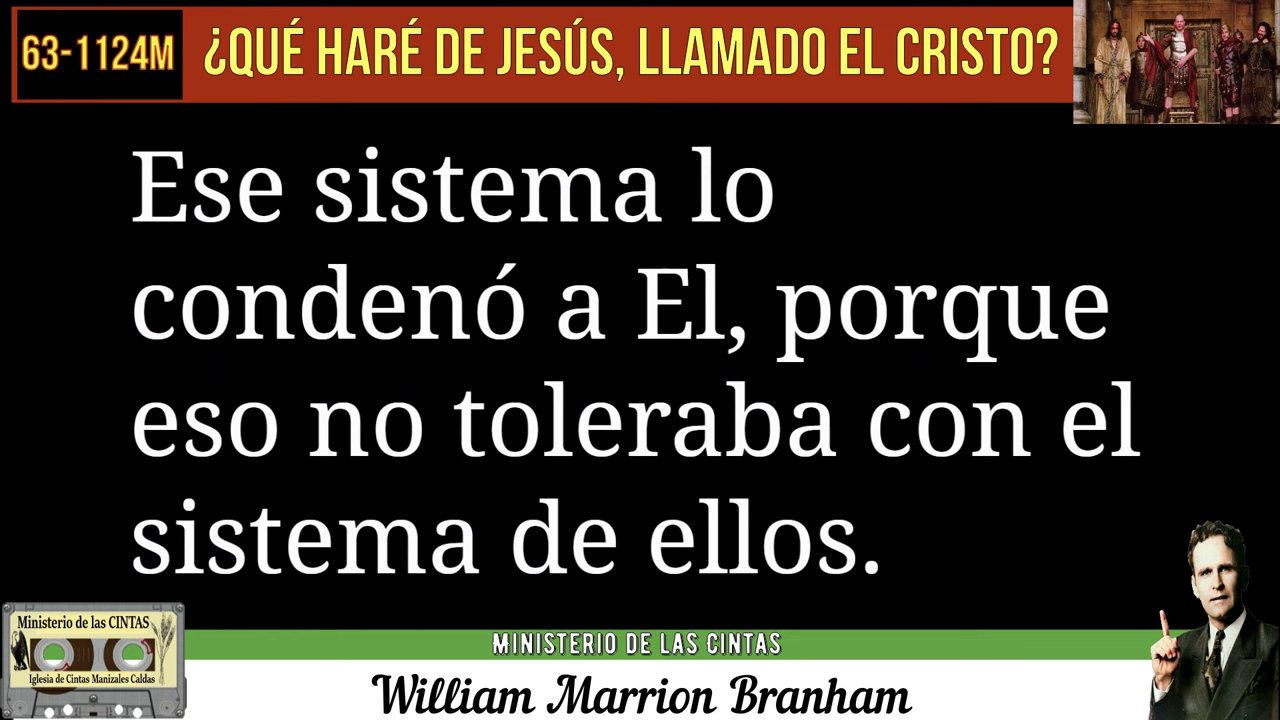 63-1124M
¿QUÉ HARÉ DE JESÚS, LLAMADO EL CRISTO?
Ese sistema lo
condenó a El, porque
eso no toleraba con el
sistema de ellos.
Ministerio de las CINTAS
Iglesia de Cintas Manizales Caldas
MINISTERIO DE LAS CINTAS
William Marrion Branham